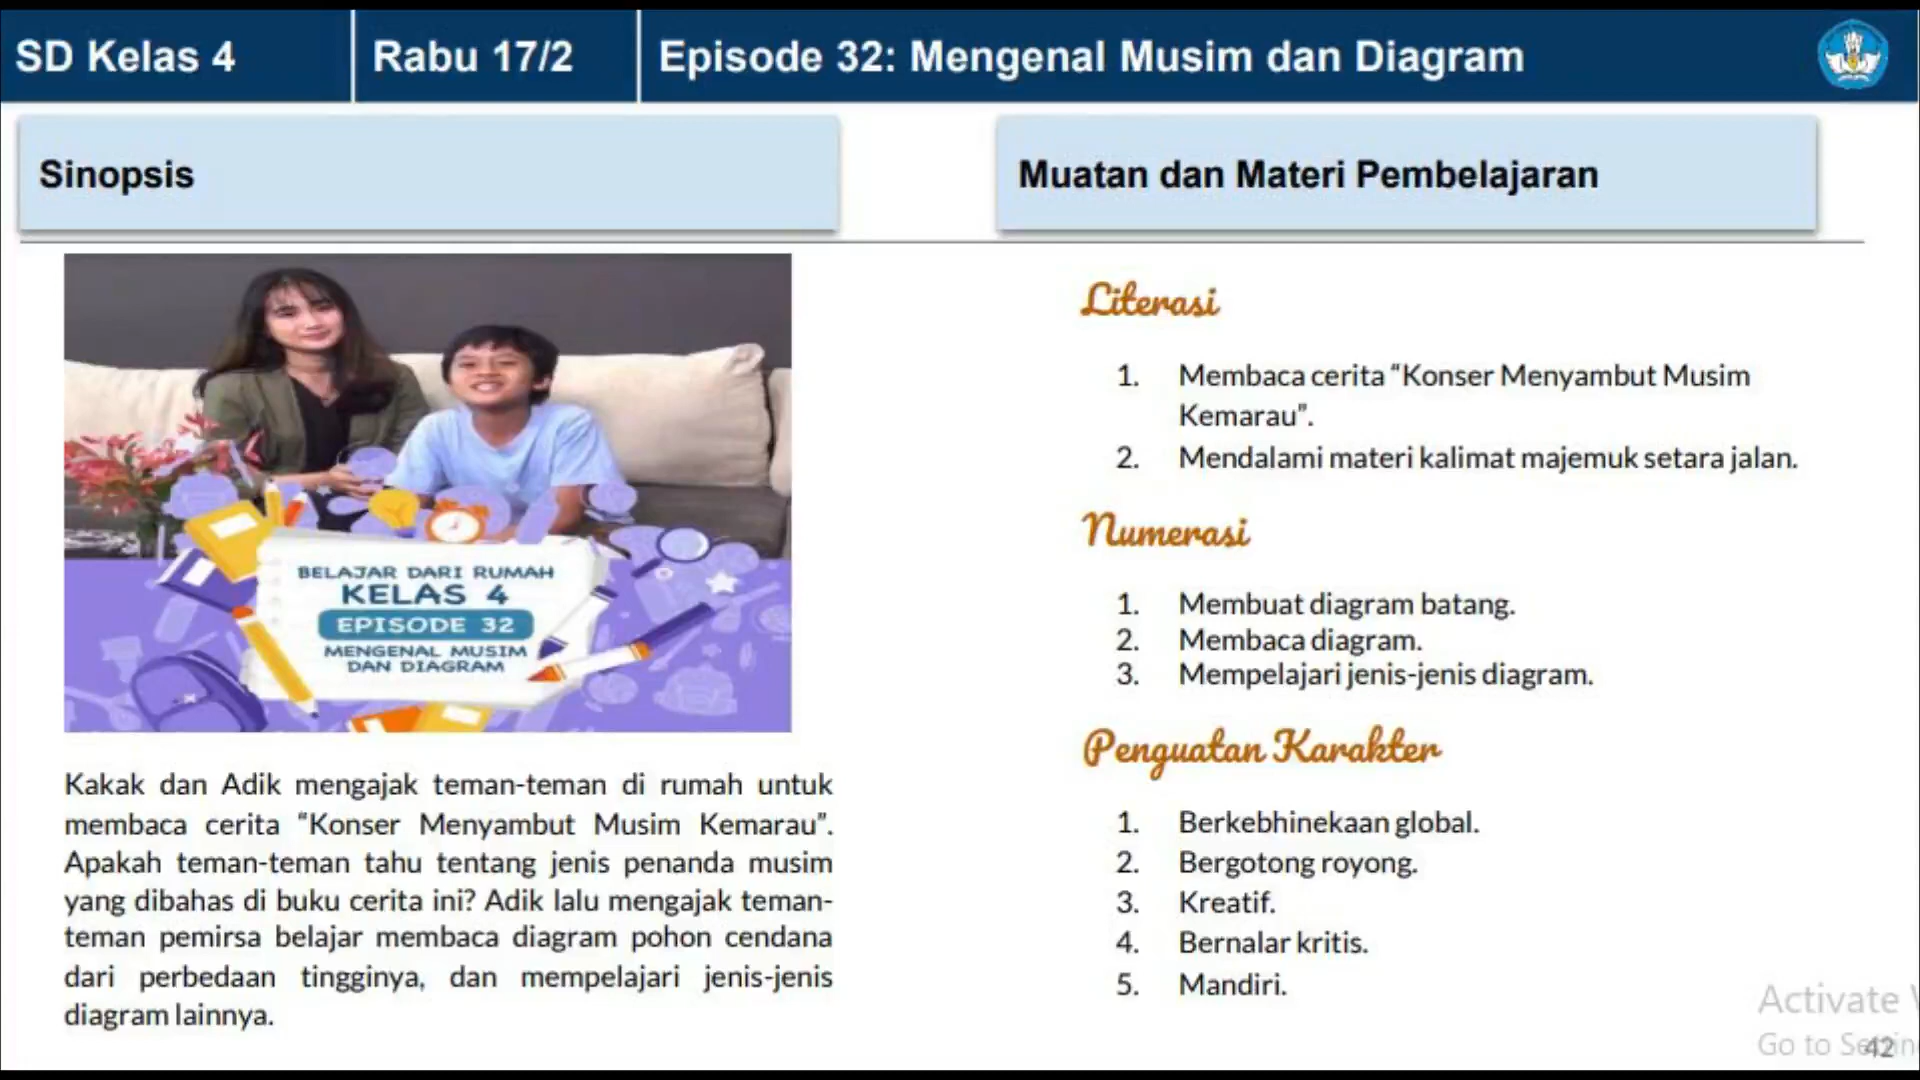 SD Kelas 4
Rabu 17/2
Episode 32: Mengenal Musim dan Diagram
Sinopsis
BELAJAR DARI RUMAH
KELAS 4
EPISODE 32
MENGENAL MUSIM
DAN DIAGRAM
Kakak dan Adik mengajak teman-teman di rumah untuk
membaca cerita “Konser Menyambut Musim Kemarau”.
Apakah teman-teman tahu tentang jenis penanda musim
yang dibahas di buku cerita ini? Adik lalu mengajak teman-
teman pemirsa belajar membaca diagram pohon cendana
dari perbedaan tingginya, dan mempelajari jenis-jenis
diagram lainnya.
Muatan dan Materi Pembelajaran
Literasi
1. Membaca cerita “Konser Menyambut Musim
Kemarau”.
2. Mendalami materi kalimat majemuk setara jalan.
Numerasi
1. Membuat diagram batang.
2. Membaca diagram.
3. Mempelajari jenis-jenis diagram.
Penguatan Karakter
1. Berkebhinekaan global.
2. Bergotong royong.
3. Kreatif.
4. Bernalar kritis.
5. Mandiri.
Activate
Go to
42